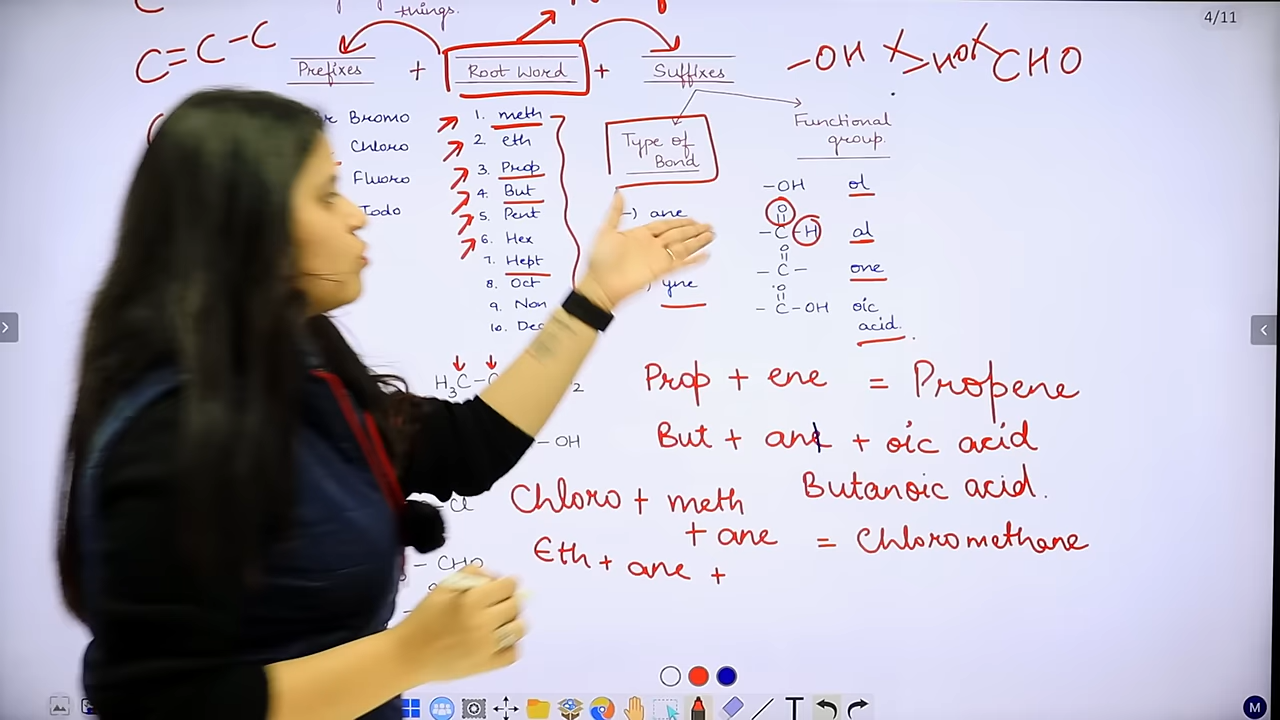 things.
4/11
C=C-C
Prefixes + Root Word + Suffixes
-OH
CHO
Bromo
Chloro
Fluoro
Iodo
1. meth
2. eth
3. Prop
4. But
5. Pent
6. Hex
7. Hept
8. Oct
9. Non
10. Dec
Type of
Bond
-) ane
yne
Functional
group.
-OH ol
O
||
-C-H al
O
||
-C- one
O
||
-C-OH oic
acid.
H₃C-C
2
-OH
-Cl
-CHO
Prop + ene = Propene
But + an + oic acid
Butanoic acid.
Chloro + meth
+ ane = Chloromethane
Eth + ane +
M